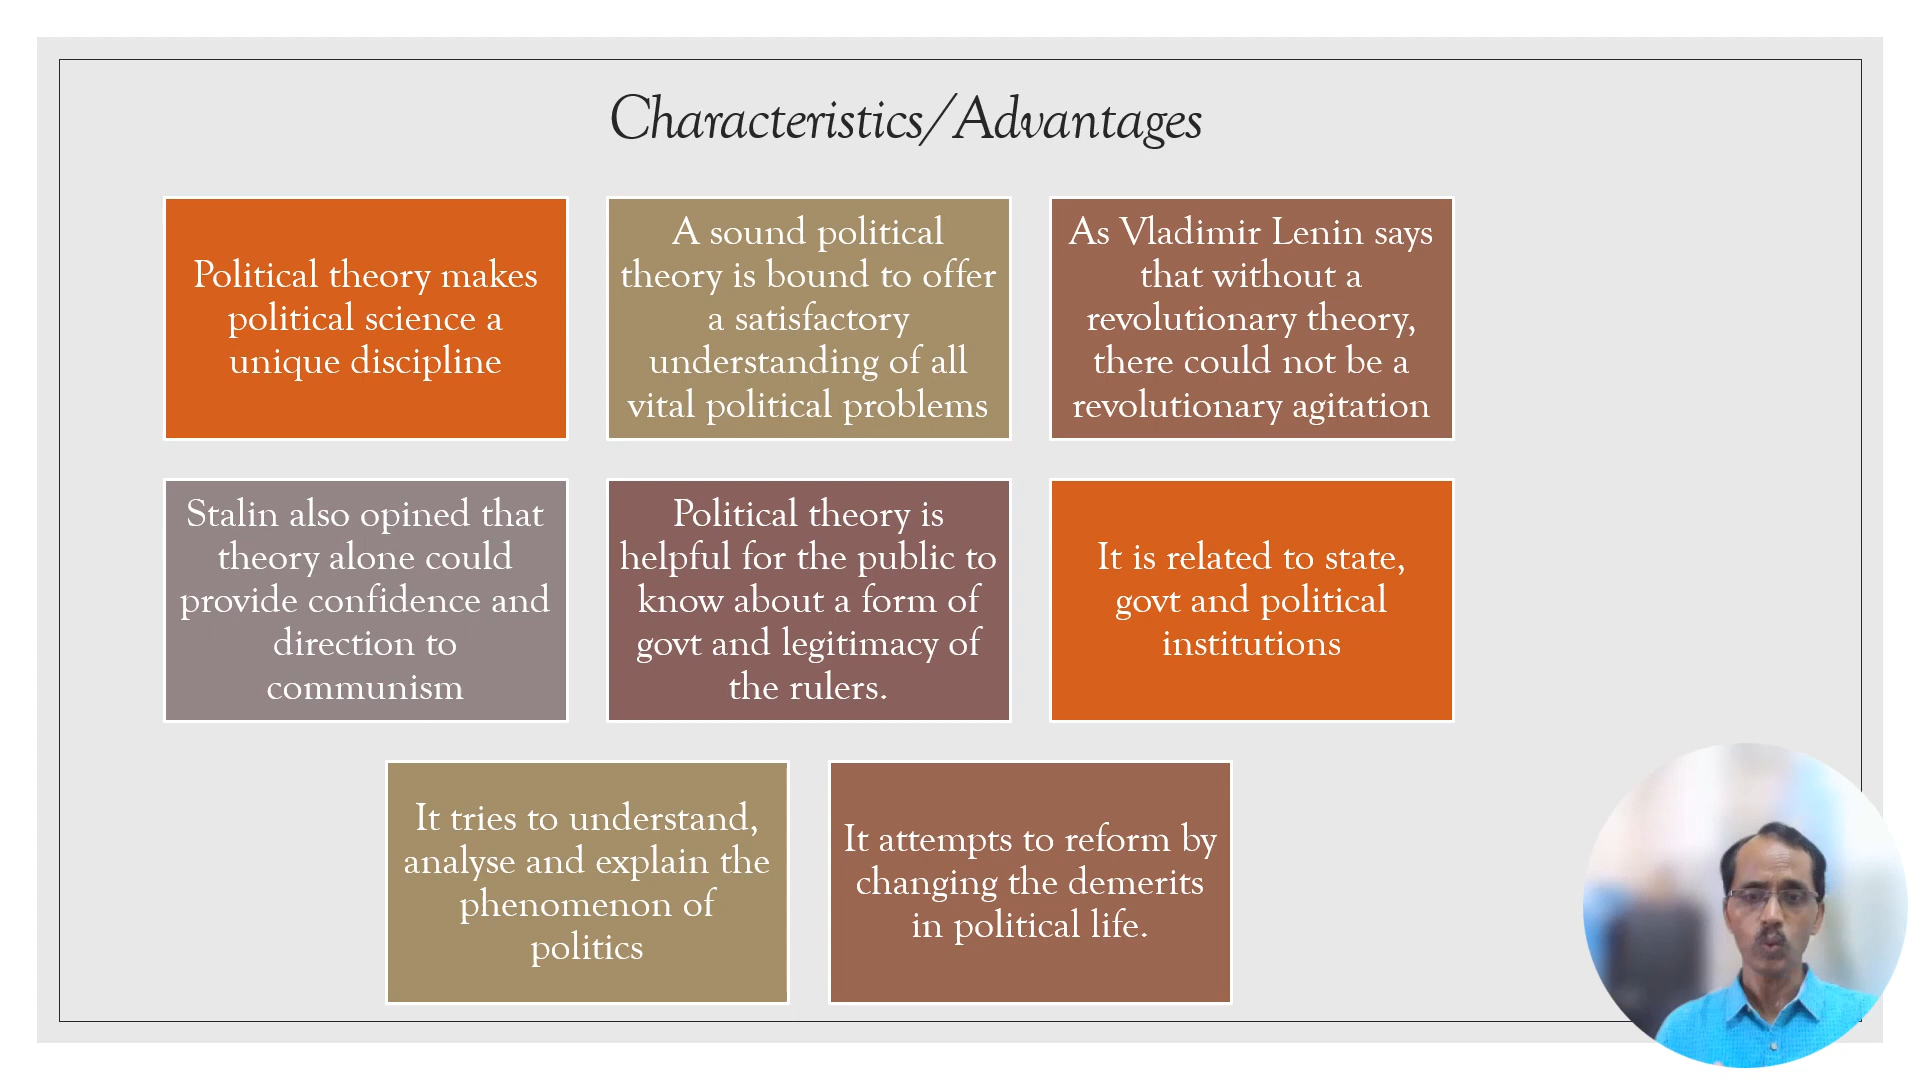 Characteristics/Advantages
Political theory makes
political science a
unique discipline
A sound political
theory is bound to offer
a satisfactory
understanding of all
vital political problems
As Vladimir Lenin says
that without a
revolutionary theory,
there could not be a
revolutionary agitation
Stalin also opined that
theory alone could
provide confidence and
direction to
communism
Political theory is
helpful for the public to
know about a form of
govt and legitimacy of
the rulers.
It is related to state,
govt and political
institutions
It tries to understand,
analyse and explain the
phenomenon of
politics
It attempts to reform by
changing the demerits
in political life.